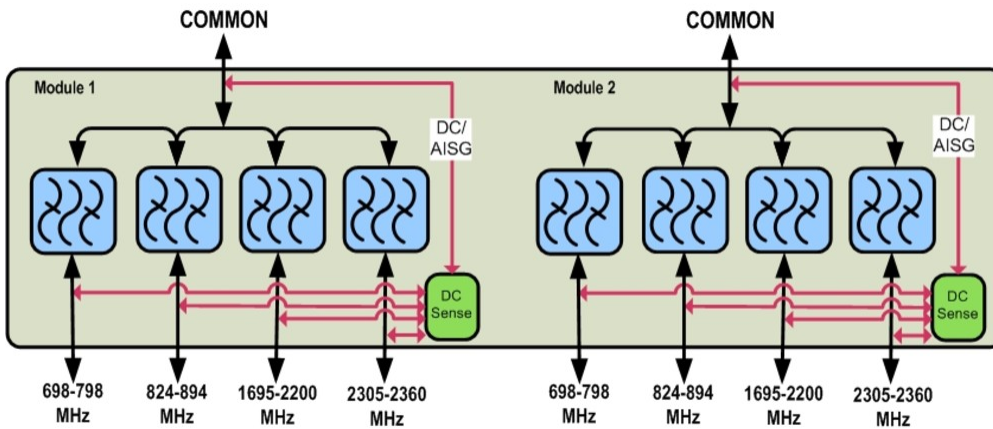 COMMON
COMMON
Module 1
Module 2
DC/
AISG
DC/
AISG
DC
Sense
DC
Sense
698-798
MHz
824-894
MHz
1695-2200
MHz
2305-2360
MHz
698-798
MHz
824-894
MHz
1695-2200
MHz
2305-2360
MHz